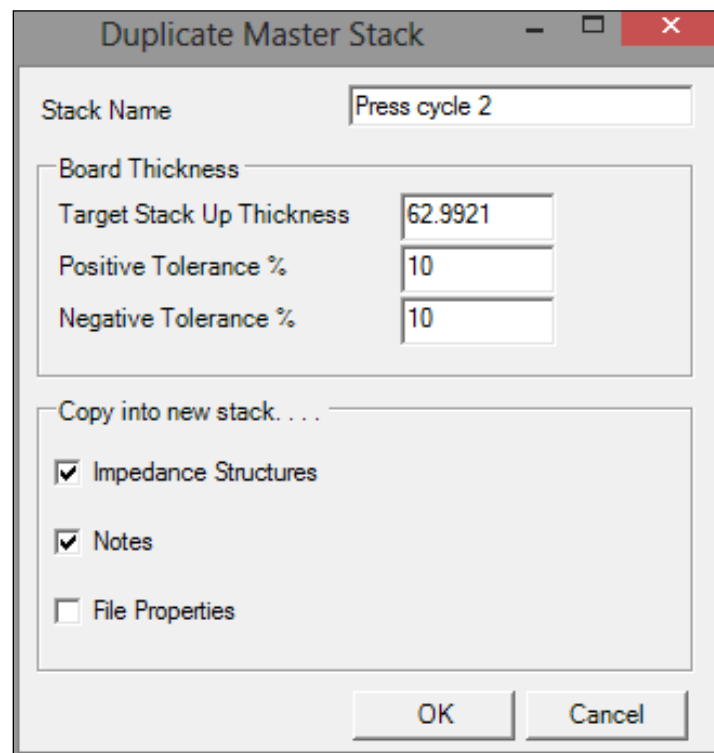 Duplicate Master Stack
Stack Name Press cycle 2
Board Thickness
Target Stack Up Thickness 62.9921
Positive Tolerance % 10
Negative Tolerance % 10
Copy into new stack. . . .
Impedance Structures
Notes
File Properties
OK Cancel